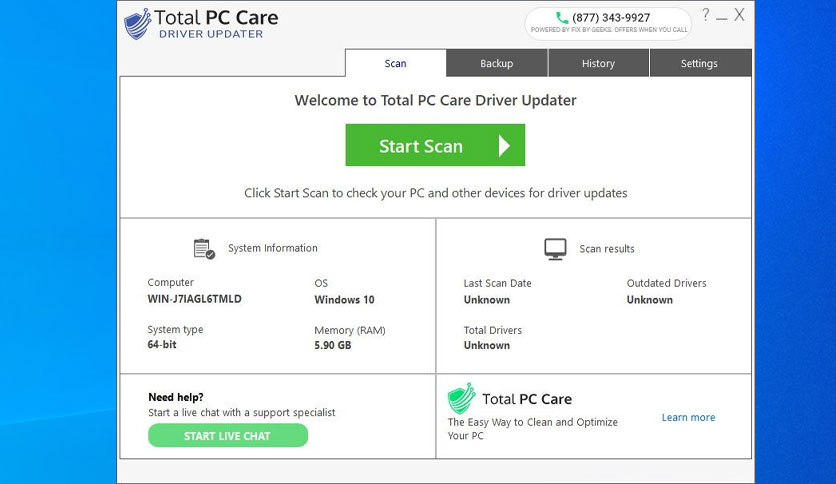 Total PC Care
DRIVER UPDATER
(877) 343-9927
POWERED BY FIX BY GEEKS. OFFERS WHEN YOU CALL
?
Scan
Backup
History
Settings
Welcome to Total PC Care Driver Updater
Start Scan
Click Start Scan to check your PC and other devices for driver updates
System Information
Computer
WIN-J7IAGL6TMLD
OS
Windows 10
System type
64-bit
Memory (RAM)
5.90 GB
Scan results
Last Scan Date
Unknown
Outdated Drivers
Unknown
Total Drivers
Unknown
Need help?
Start a live chat with a support specialist
START LIVE CHAT
Total PC Care
The Easy Way to Clean and Optimize
Your PC
Learn more